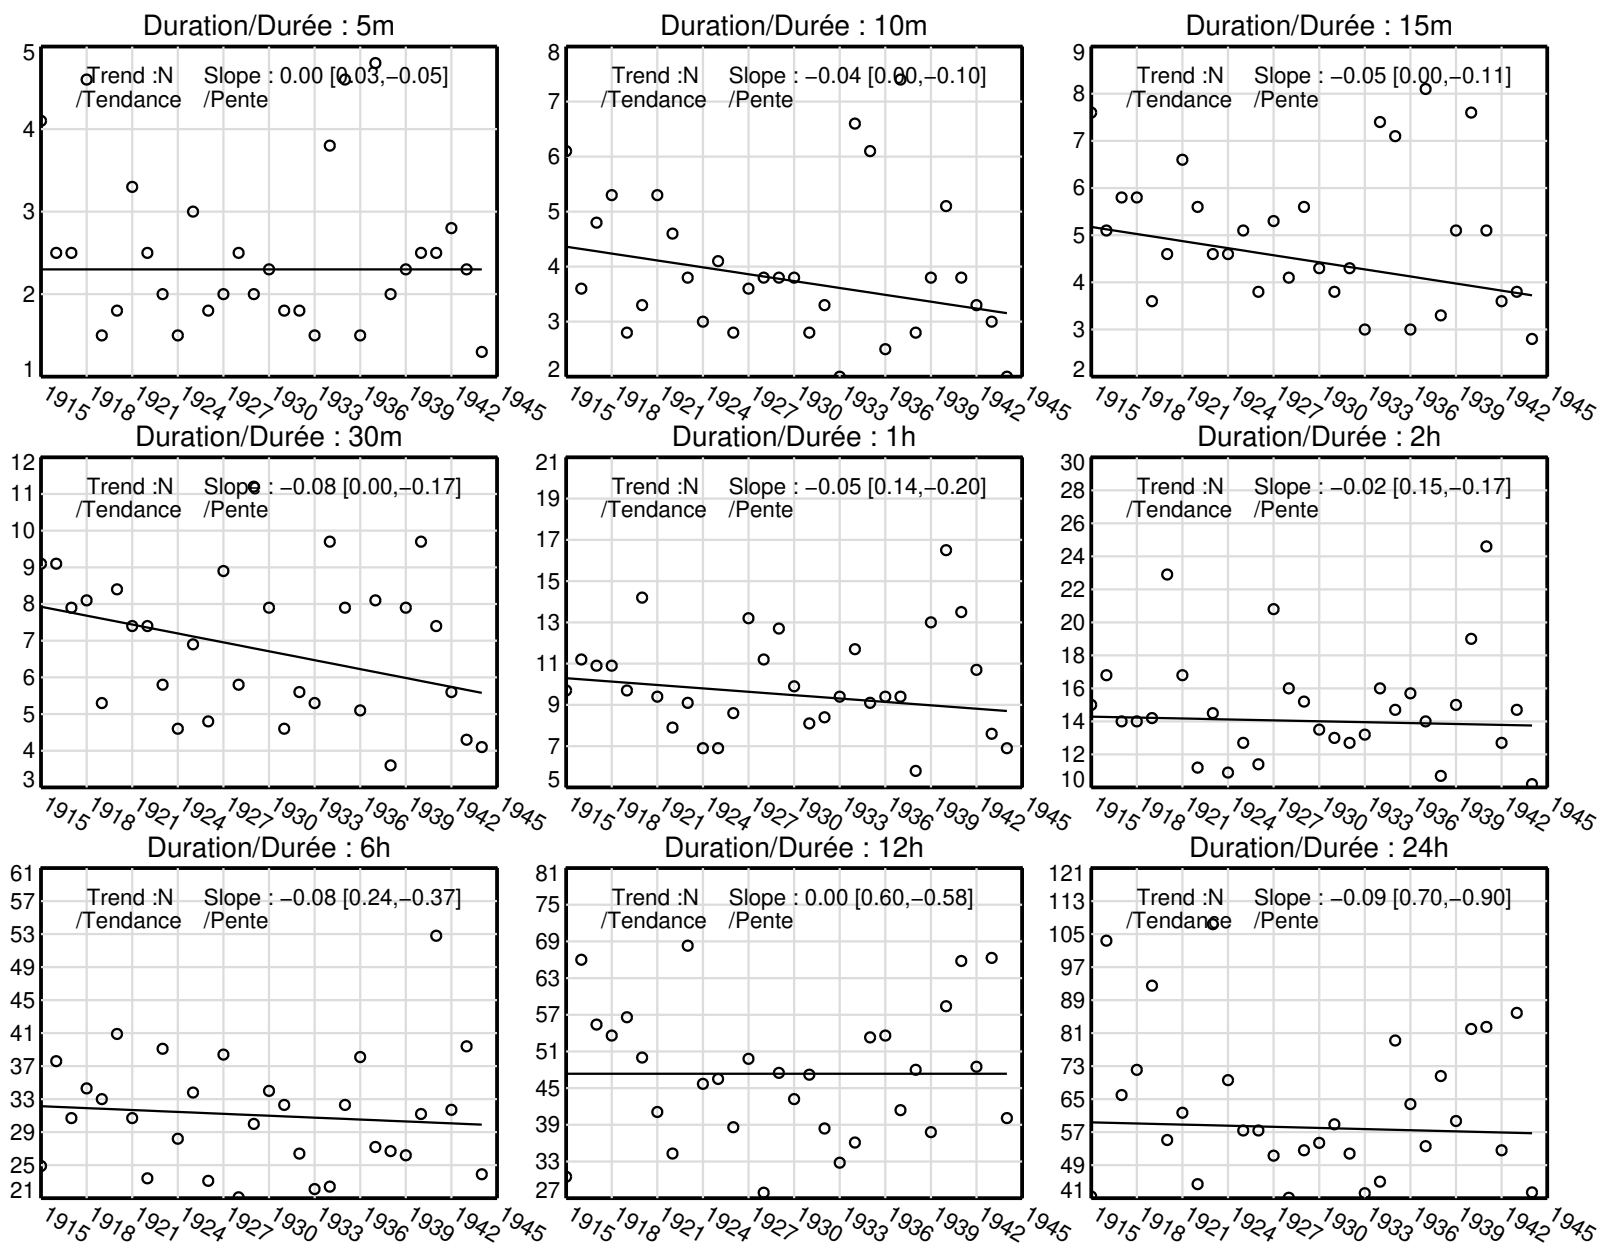 Duration/Durée : 5m
Trend :N Slope : 0.00 [0.03,−0.05]
/Tendance /Pente
5
4
3
2
1
1915 1918 1921 1924 1927 1930 1933 1936 1939 1942 1945
Duration/Durée : 10m
Trend :N Slope : −0.04 [0.00,−0.10]
/Tendance /Pente
8
7
6
5
4
3
2
1915 1918 1921 1924 1927 1930 1933 1936 1939 1942 1945
Duration/Durée : 15m
Trend :N Slope : −0.05 [0.00,−0.11]
/Tendance /Pente
9
8
7
6
5
4
3
2
1915 1918 1921 1924 1927 1930 1933 1936 1939 1942 1945
Duration/Durée : 30m
Trend :N Slope : −0.08 [0.00,−0.17]
/Tendance /Pente
12
11
10
9
8
7
6
5
4
3
1915 1918 1921 1924 1927 1930 1933 1936 1939 1942 1945
Duration/Durée : 1h
Trend :N Slope : −0.05 [0.14,−0.20]
/Tendance /Pente
21
19
17
15
13
11
9
7
5
1915 1918 1921 1924 1927 1930 1933 1936 1939 1942 1945
Duration/Durée : 2h
Trend :N Slope : −0.02 [0.15,−0.17]
/Tendance /Pente
30
28
26
24
22
20
18
16
14
12
10
1915 1918 1921 1924 1927 1930 1933 1936 1939 1942 1945
Duration/Durée : 6h
Trend :N Slope : −0.08 [0.24,−0.37]
/Tendance /Pente
61
57
53
49
45
41
37
33
29
25
21
1915 1918 1921 1924 1927 1930 1933 1936 1939 1942 1945
Duration/Durée : 12h
Trend :N Slope : 0.00 [0.60,−0.58]
/Tendance /Pente
81
75
69
63
57
51
45
39
33
27
1915 1918 1921 1924 1927 1930 1933 1936 1939 1942 1945
Duration/Durée : 24h
Trend :N Slope : −0.09 [0.70,−0.90]
/Tendance /Pente
121
113
105
97
89
81
73
65
57
49
41
1915 1918 1921 1924 1927 1930 1933 1936 1939 1942 1945